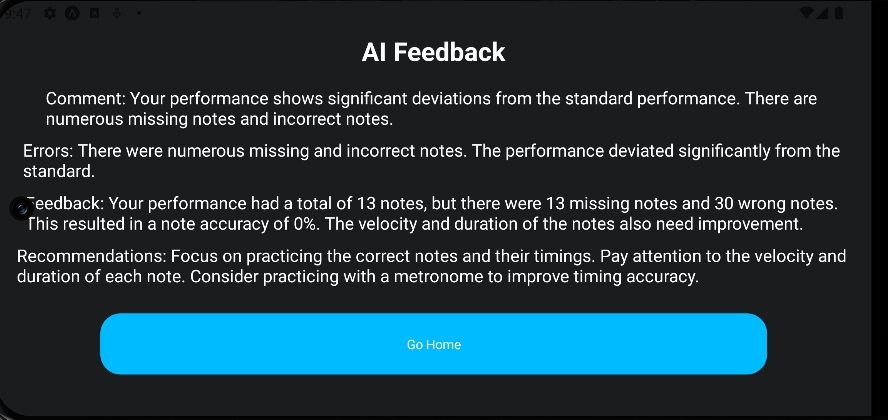 9:47
AI Feedback
Comment: Your performance shows significant deviations from the standard performance. There are
numerous missing notes and incorrect notes.
Errors: There were numerous missing and incorrect notes. The performance deviated significantly from the
standard.
Feedback: Your performance had a total of 13 notes, but there were 13 missing notes and 30 wrong notes.
This resulted in a note accuracy of 0%. The velocity and duration of the notes also need improvement.
Recommendations: Focus on practicing the correct notes and their timings. Pay attention to the velocity and
duration of each note. Consider practicing with a metronome to improve timing accuracy.
Go Home